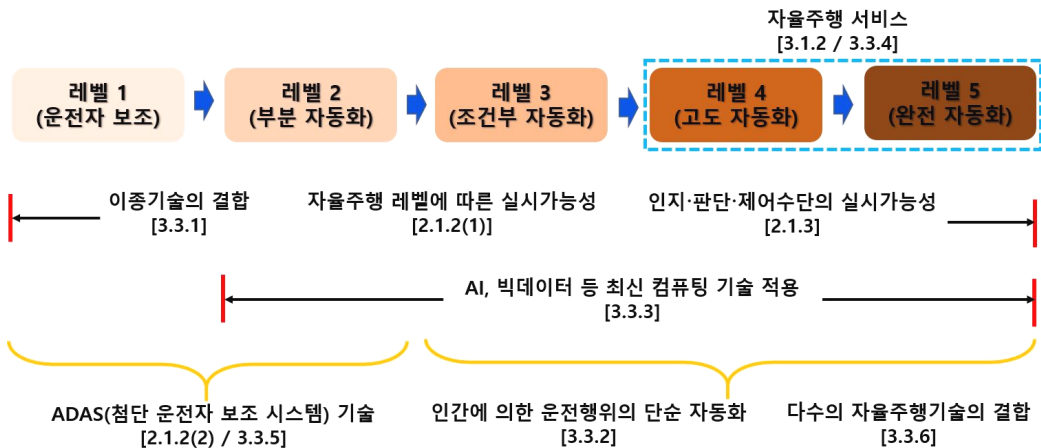 자율주행 서비스
[3.1.2 / 3.3.4]
레벨 1
(운전자 보조)
레벨 2
(부분 자동화)
레벨 3
(조건부 자동화)
레벨 4
(고도 자동화)
레벨 5
(완전 자동화)
이종기술의 결합
[3.3.1]
자율주행 레벨에 따른 실시가능성
[2.1.2(1)]
인지·판단·제어수단의 실시가능성
[2.1.3]
AI, 빅데이터 등 최신 컴퓨팅 기술 적용
[3.3.3]
ADAS(첨단 운전자 보조 시스템) 기술
[2.1.2(2) / 3.3.5]
인간에 의한 운전행위의 단순 자동화
[3.3.2]
다수의 자율주행기술의 결합
[3.3.6]